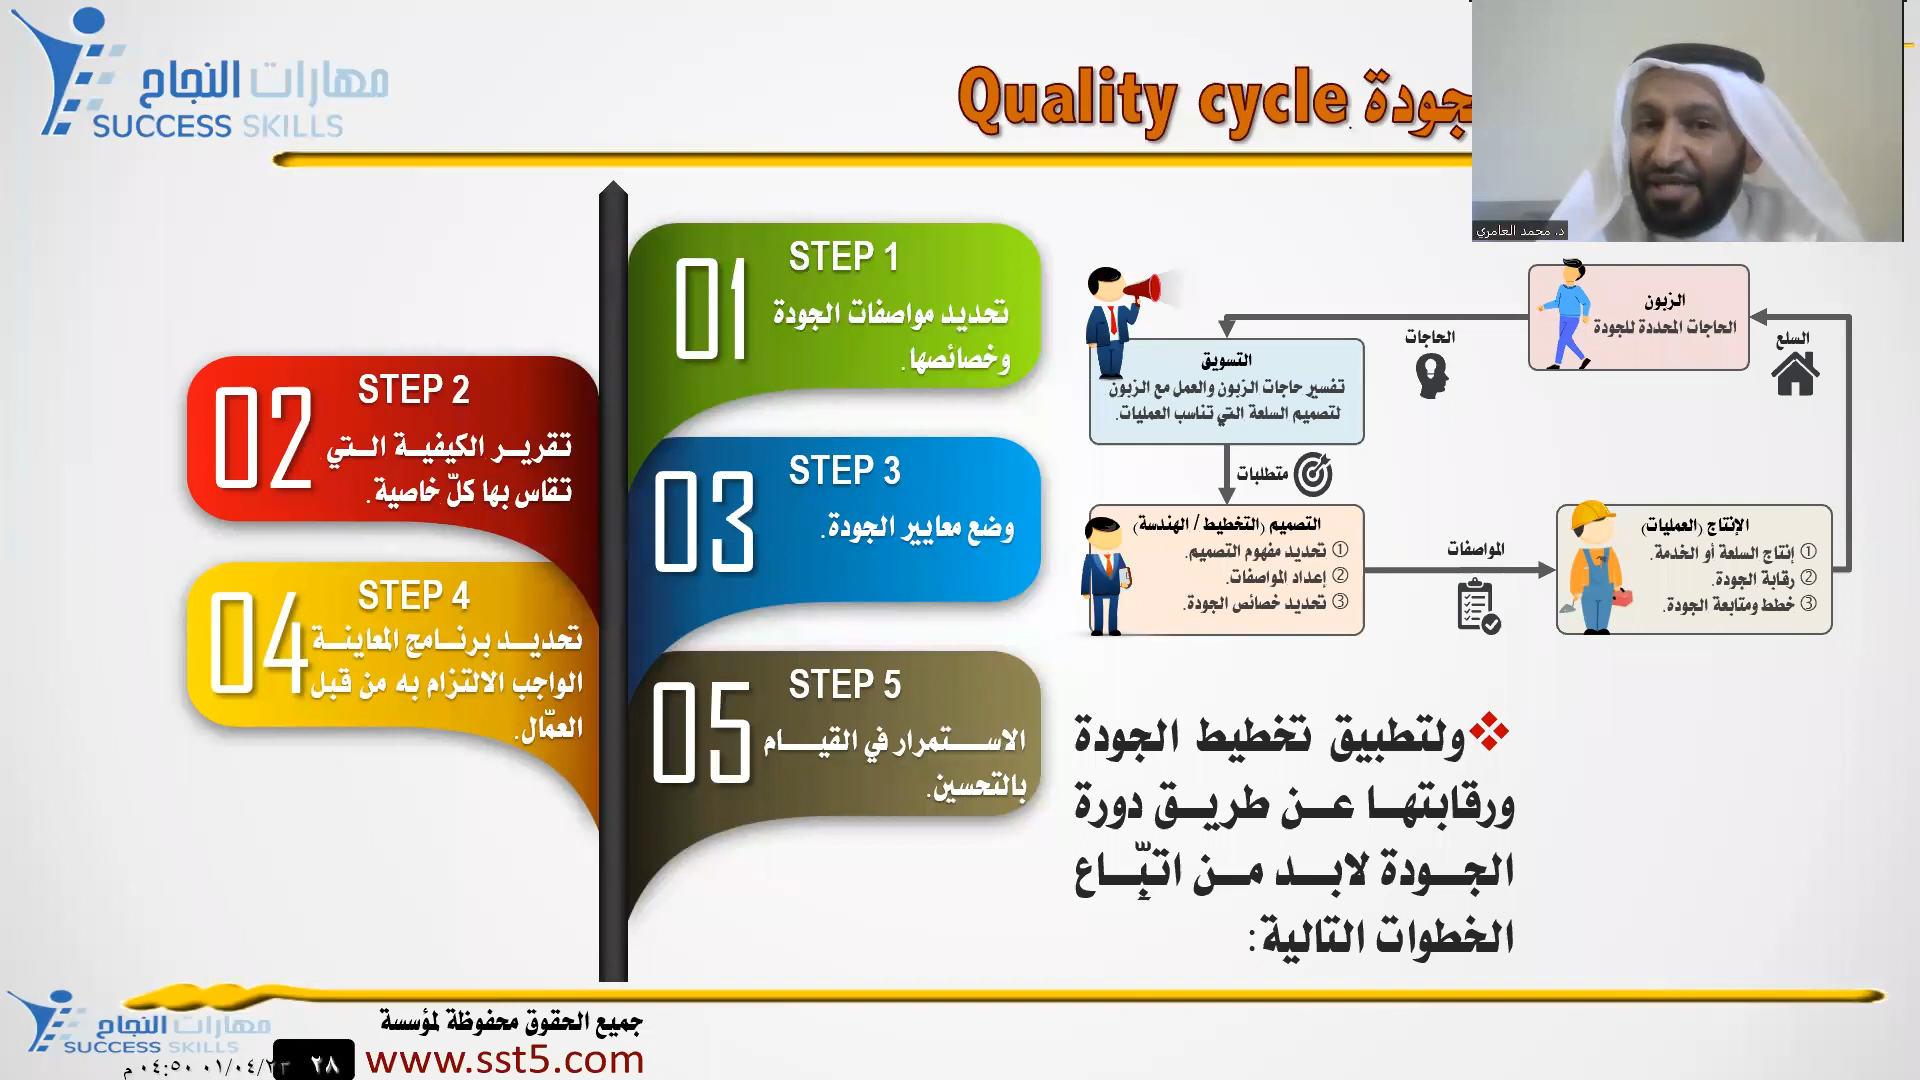 مهارات النجاح
SUCCESS SKILLS
Quality cycle
د. محمد العامري
STEP 1
01
تحديد مواصفات الجودة
وخصائصها.
STEP 2
02
تقرير الكيفية التي
تقاس بها كلّ خاصية.
STEP 3
03
وضع معايير الجودة.
STEP 4
04
تحديد برنامج المعاينة
الواجب الالتزام به من قبل
العمّال.
STEP 5
05
الاستمرار في القيام
بالتحسين.
الزبون
الحاجات المحددة للجودة
السلع
الحاجات
التسويق
تفسير حاجات الزبون والعمل مع الزبون
لتصميم السلعة التي تناسب العمليات.
متطلبات
التصميم (التخطيط / الهندسة)
① تحديد مفهوم التصميم.
② إعداد المواصفات.
③ تحديد خصائص الجودة.
المواصفات
الإنتاج (العمليات)
① إنتاج السلعة أو الخدمة.
② رقابة الجودة.
③ خطط ومتابعة الجودة.
❖ولتطبيق تخطيط الجودة
ورقابتها عن طريق دورة
الجودة لابد من اتبّاع
الخطوات التالية:
جميع الحقوق محفوظة لمؤسسة
www.sst5.com
مهارات النجاح
SUCCESS SKILLS
٢٨
٠٤:٥٠ م